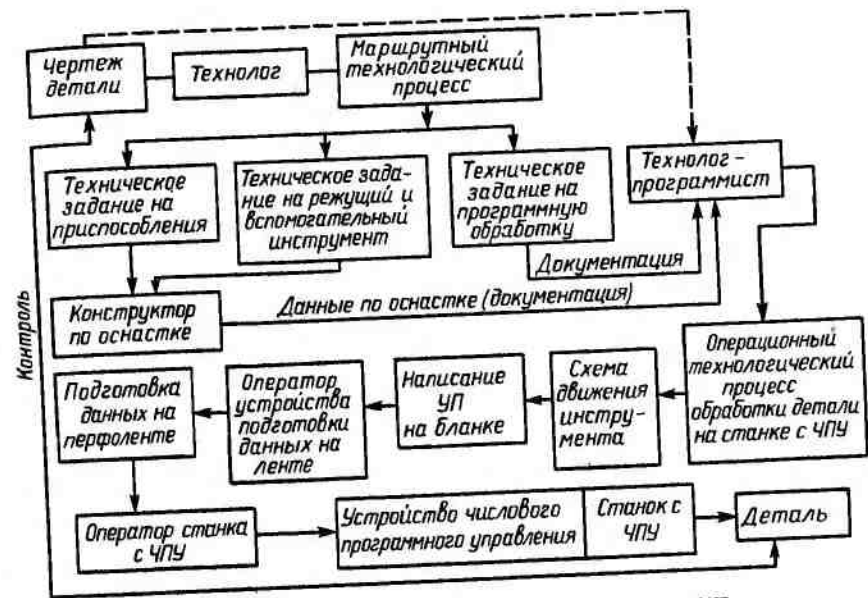 Чертеж
детали
Технолог
Маршрутный
технологический
процесс
Техническое
задание на
приспособления
Техническое зада-
ние на режущий и
вспомогательный
инструмент
Техническое
задание на
программную
обработку
Технолог-
программист
Документация
Конструктор
по оснастке
Данные по оснастке (документация)
Контроль
Операционный
технологический
процесс
обработки детали
на станке с ЧПУ
Схема
движения
инстру-
мента
Написание
УП
на бланке
Оператор
устройства
подготовки
данных на
ленте
Подготовка
данных на
перфоленте
Оператор станка
с ЧПУ
Устройство числового
программного управления
Станок с
ЧПУ
Деталь